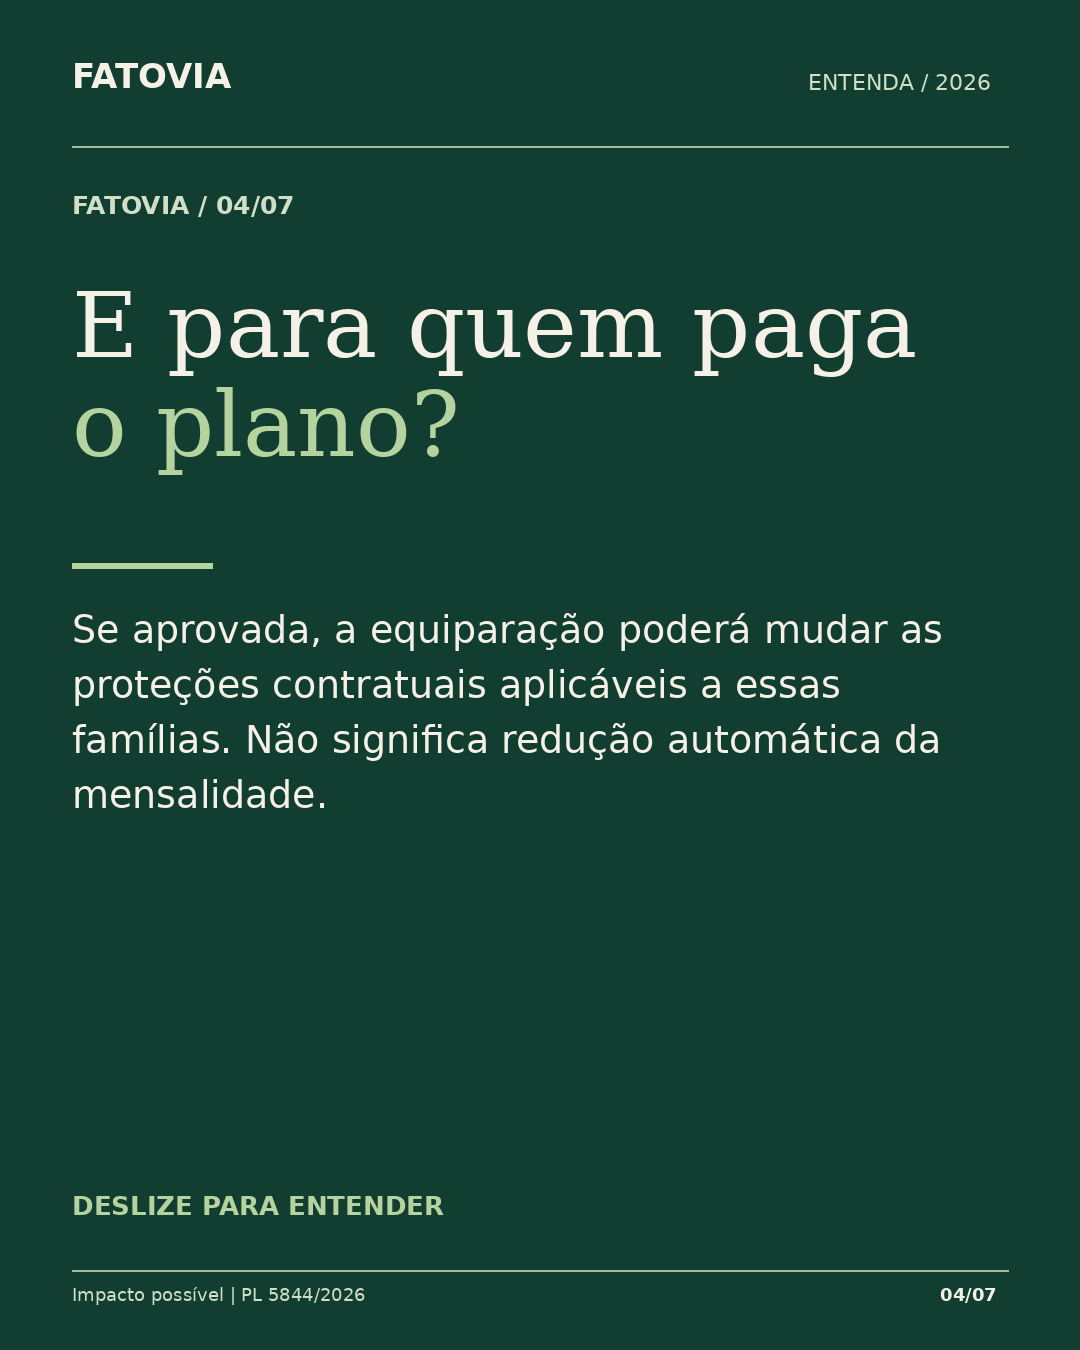 FATOVIA
ENTENDA / 2026
FATOVIA / 04/07
E para quem paga
o plano?
Se aprovada, a equiparação poderá mudar as
proteções contratuais aplicáveis a essas
famílias. Não significa redução automática da
mensalidade.
DESLIZE PARA ENTENDER
Impacto possível | PL 5844/2026
04/07